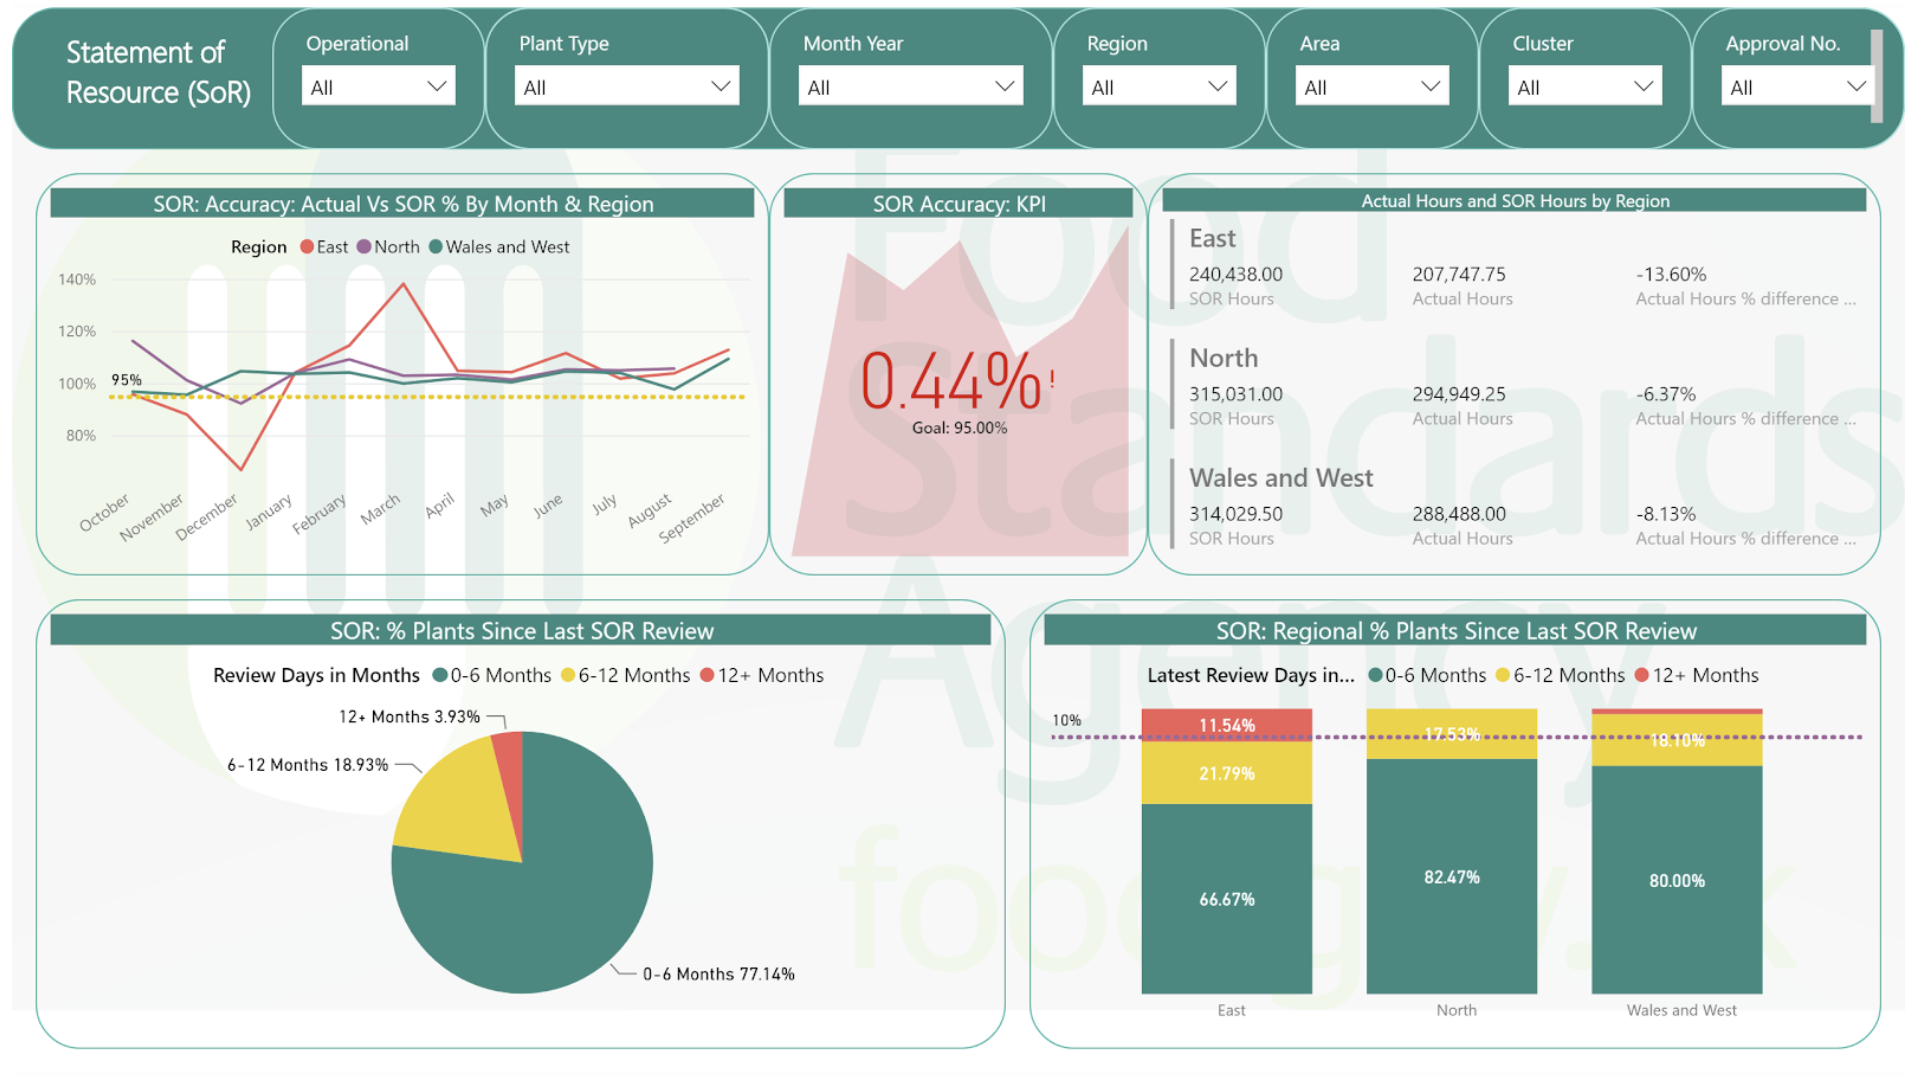 Statement of
Resource (SoR)
Operational
All
Plant Type
All
Month Year
All
Region
All
Area
All
Cluster
All
Approval No.
All
SOR: Accuracy: Actual Vs SOR % By Month & Region
Region East North Wales and West
140%
120%
100%
80%
95%
October
November
December
January
February
March
April
May
June
July
August
September
SOR Accuracy: KPI
0.44%!
Goal: 95.00%
Actual Hours and SOR Hours by Region
East
240,438.00 207,747.75 -13.60%
SOR Hours Actual Hours Actual Hours % difference ...
North
315,031.00 294,949.25 -6.37%
SOR Hours Actual Hours Actual Hours % difference ...
Wales and West
314,029.50 288,488.00 -8.13%
SOR Hours Actual Hours Actual Hours % difference ...
SOR: % Plants Since Last SOR Review
Review Days in Months 0-6 Months 6-12 Months 12+ Months
12+ Months 3.93%
6-12 Months 18.93%
0-6 Months 77.14%
SOR: Regional % Plants Since Last SOR Review
Latest Review Days in... 0-6 Months 6-12 Months 12+ Months
10%
11.54%
21.79%
66.67%
17.53%
82.47%
18.10%
80.00%
East
North
Wales and West
Food
Standards
Agency